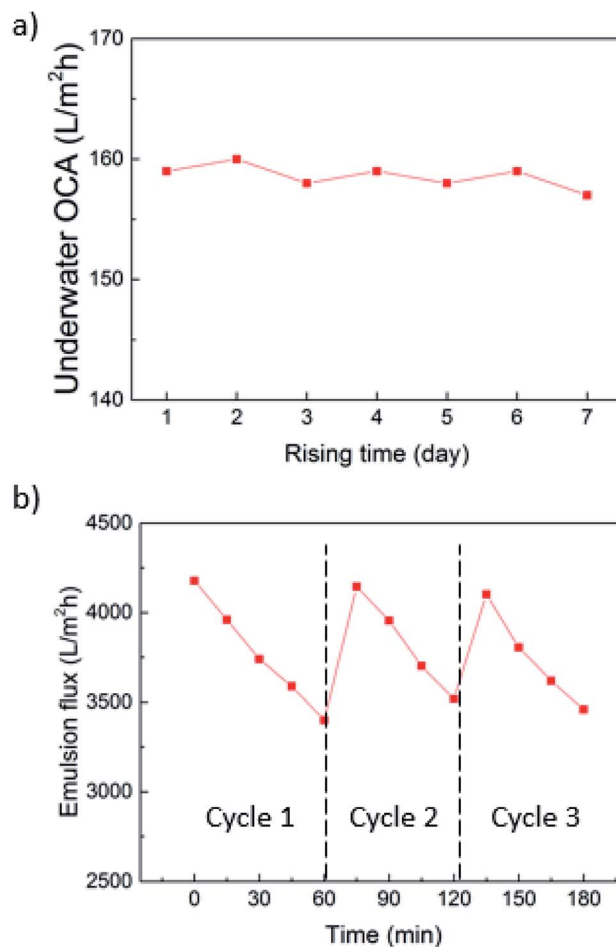 a)
170
160
150
140
Underwater OCA (L/m²h)
1 2 3 4 5 6 7
Rising time (day)
b)
4500
4000
3500
3000
2500
Emulsion flux (L/m²h)
Cycle 1 Cycle 2 Cycle 3
0 30 60 90 120 150 180
Time (min)